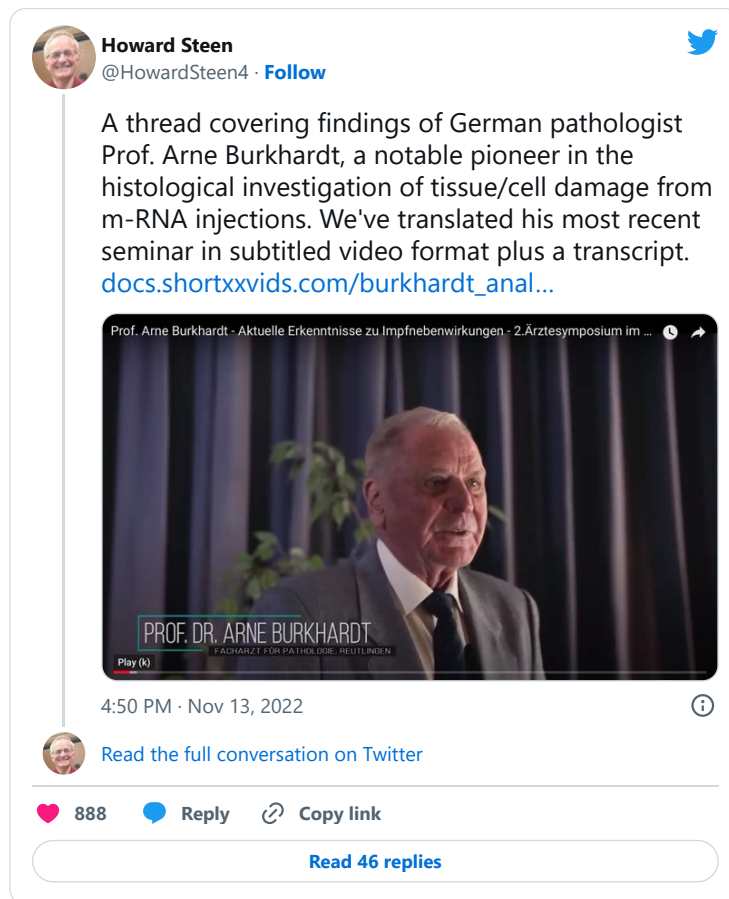 Howard Steen
@HowardSteen4 · Follow
A thread covering findings of German pathologist
Prof. Arne Burkhardt, a notable pioneer in the
histological investigation of tissue/cell damage from
m-RNA injections. We've translated his most recent
seminar in subtitled video format plus a transcript.
docs.shortxxvids.com/burkhardt_anal…
Prof. Arne Burkhardt - Aktuelle Erkenntnisse zu Impfnebenwirkungen - 2.Ärztesymposium im ...
PROF. DR. ARNE BURKHARDT
FACHARZT FÜR PATHOLOGIE, REUTLINGEN
Play (k)
4:50 PM · Nov 13, 2022
Read the full conversation on Twitter
888 Reply Copy link
Read 46 replies